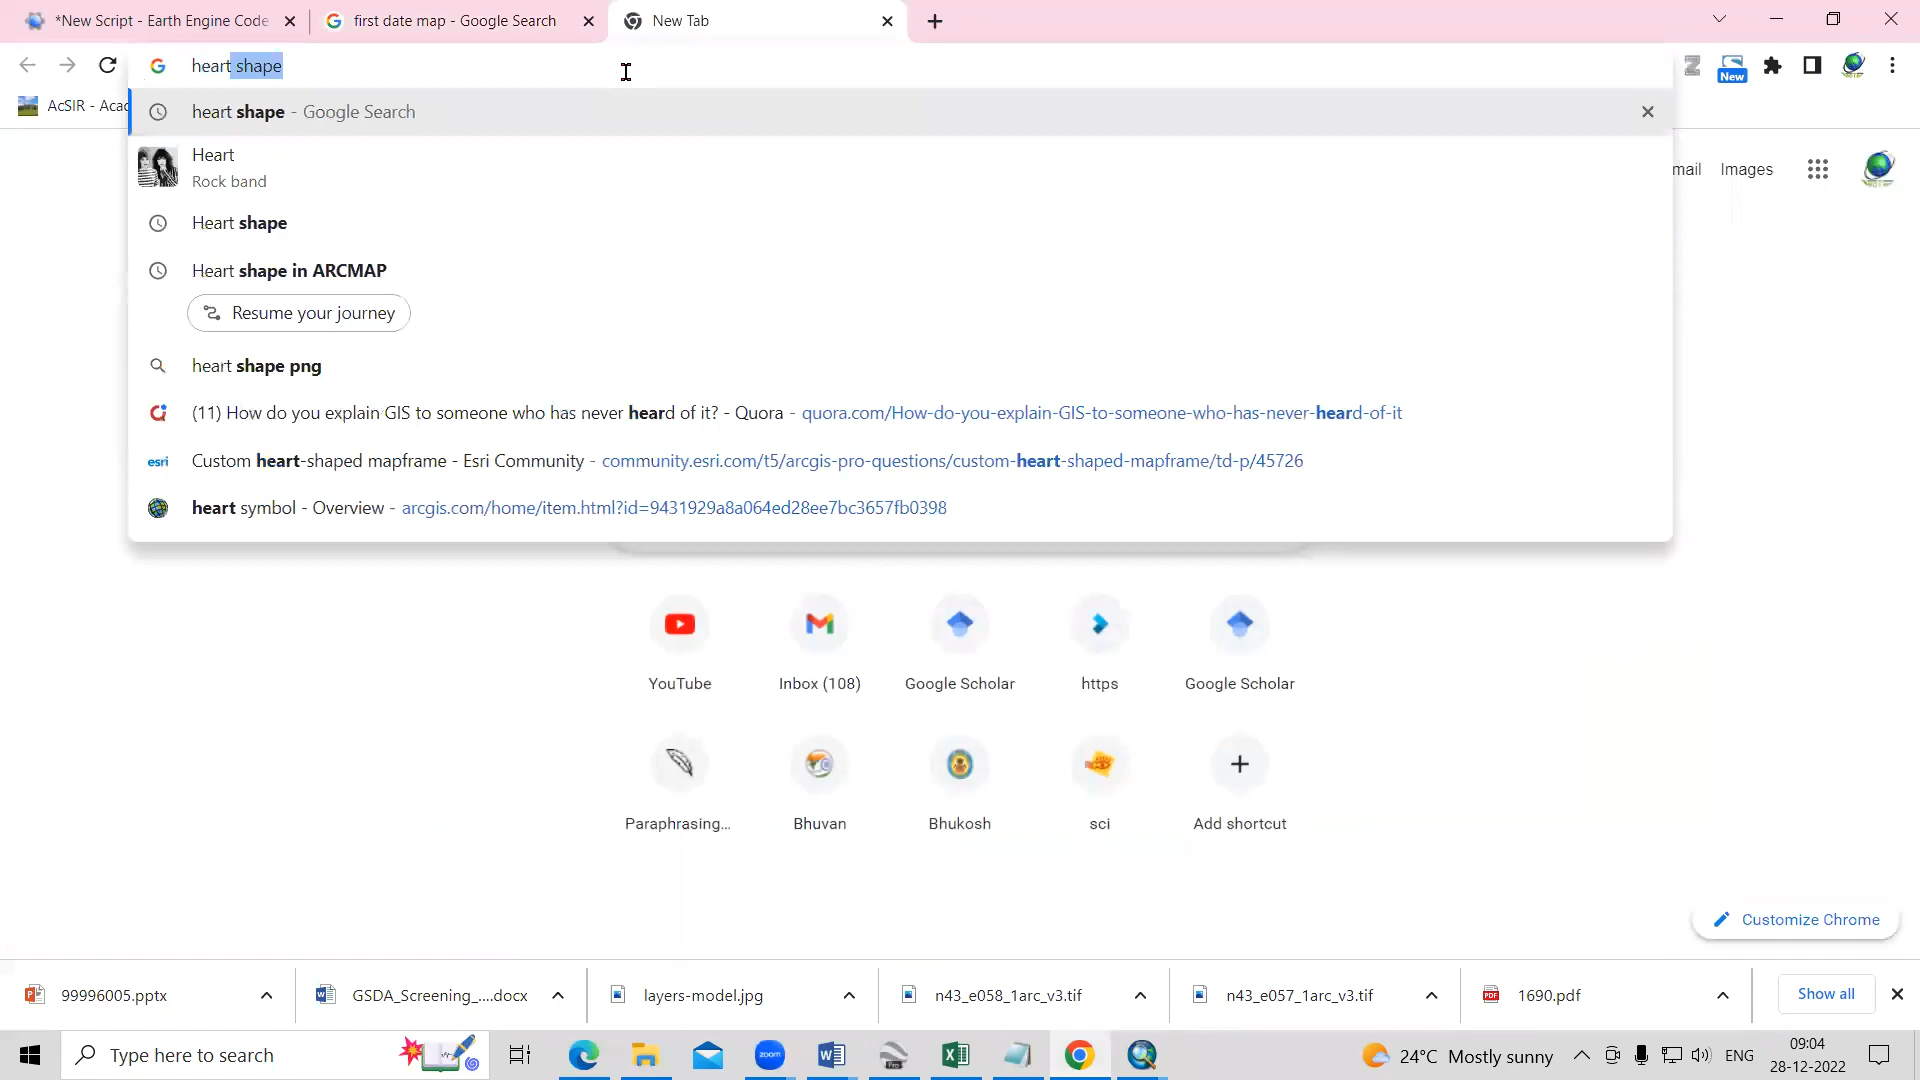 *New Script - Earth Engine Code
first date map - Google Search
New Tab
heart shape
New
AcSIR - Acad
heart shape - Google Search
Heart
Rock band
mail
Images
Heart shape
Heart shape in ARCMAP
Resume your journey
heart shape png
(11) How do you explain GIS to someone who has never heard of it? - Quora - quora.com/How-do-you-explain-GIS-to-someone-who-has-never-heard-of-it
esri Custom heart-shaped mapframe - Esri Community - community.esri.com/t5/arcgis-pro-questions/custom-heart-shaped-mapframe/td-p/45726
heart symbol - Overview - arcgis.com/home/item.html?id=9431929a8a064ed28ee7bc3657fb0398
YouTube
Inbox (108)
Google Scholar
https
Google Scholar
Paraphrasing...
Bhuvan
Bhukosh
sci
Add shortcut
Customize Chrome
99996005.pptx
GSDA_Screening_....docx
layers-model.jpg
n43_e058_1arc_v3.tif
n43_e057_1arc_v3.tif
PDF
1690.pdf
Show all
Type here to search
zoom
Pro
24°C Mostly sunny
ENG
09:04
28-12-2022